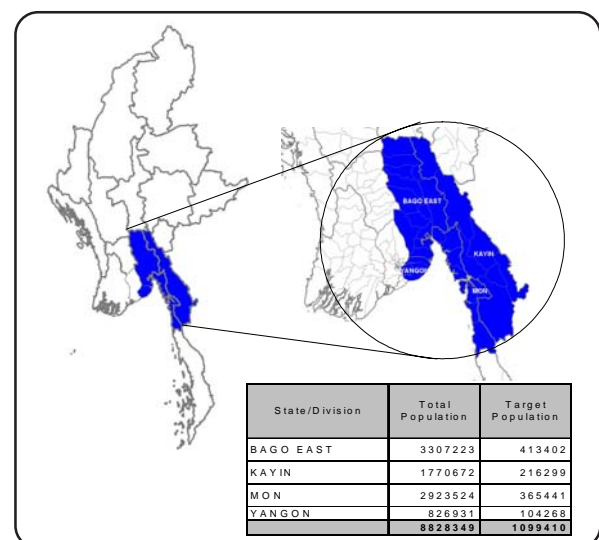 BAGO EAST
KAYIN
YANGON
MON
State/Division Total Population Target Population
BAGO EAST 3307223 413402
KAYIN 1770672 216299
MON 2923524 365441
YANGON 826931 104268
8828349 1099410